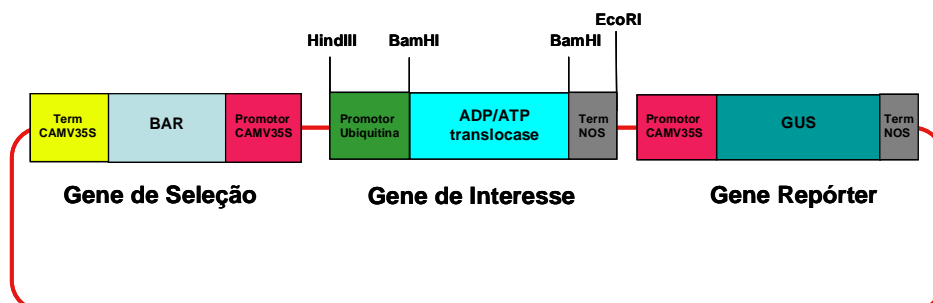 EcoRI
HindIII BamHI BamHI
Term
CAMV35S
BAR
Promotor
CAMV35S
Promotor
Ubiquitina
ADP/ATP
translocase
Term
NOS
Promotor
CAMV35S
GUS
Term
NOS
Gene de Seleção
Gene de Interesse
Gene Repórter